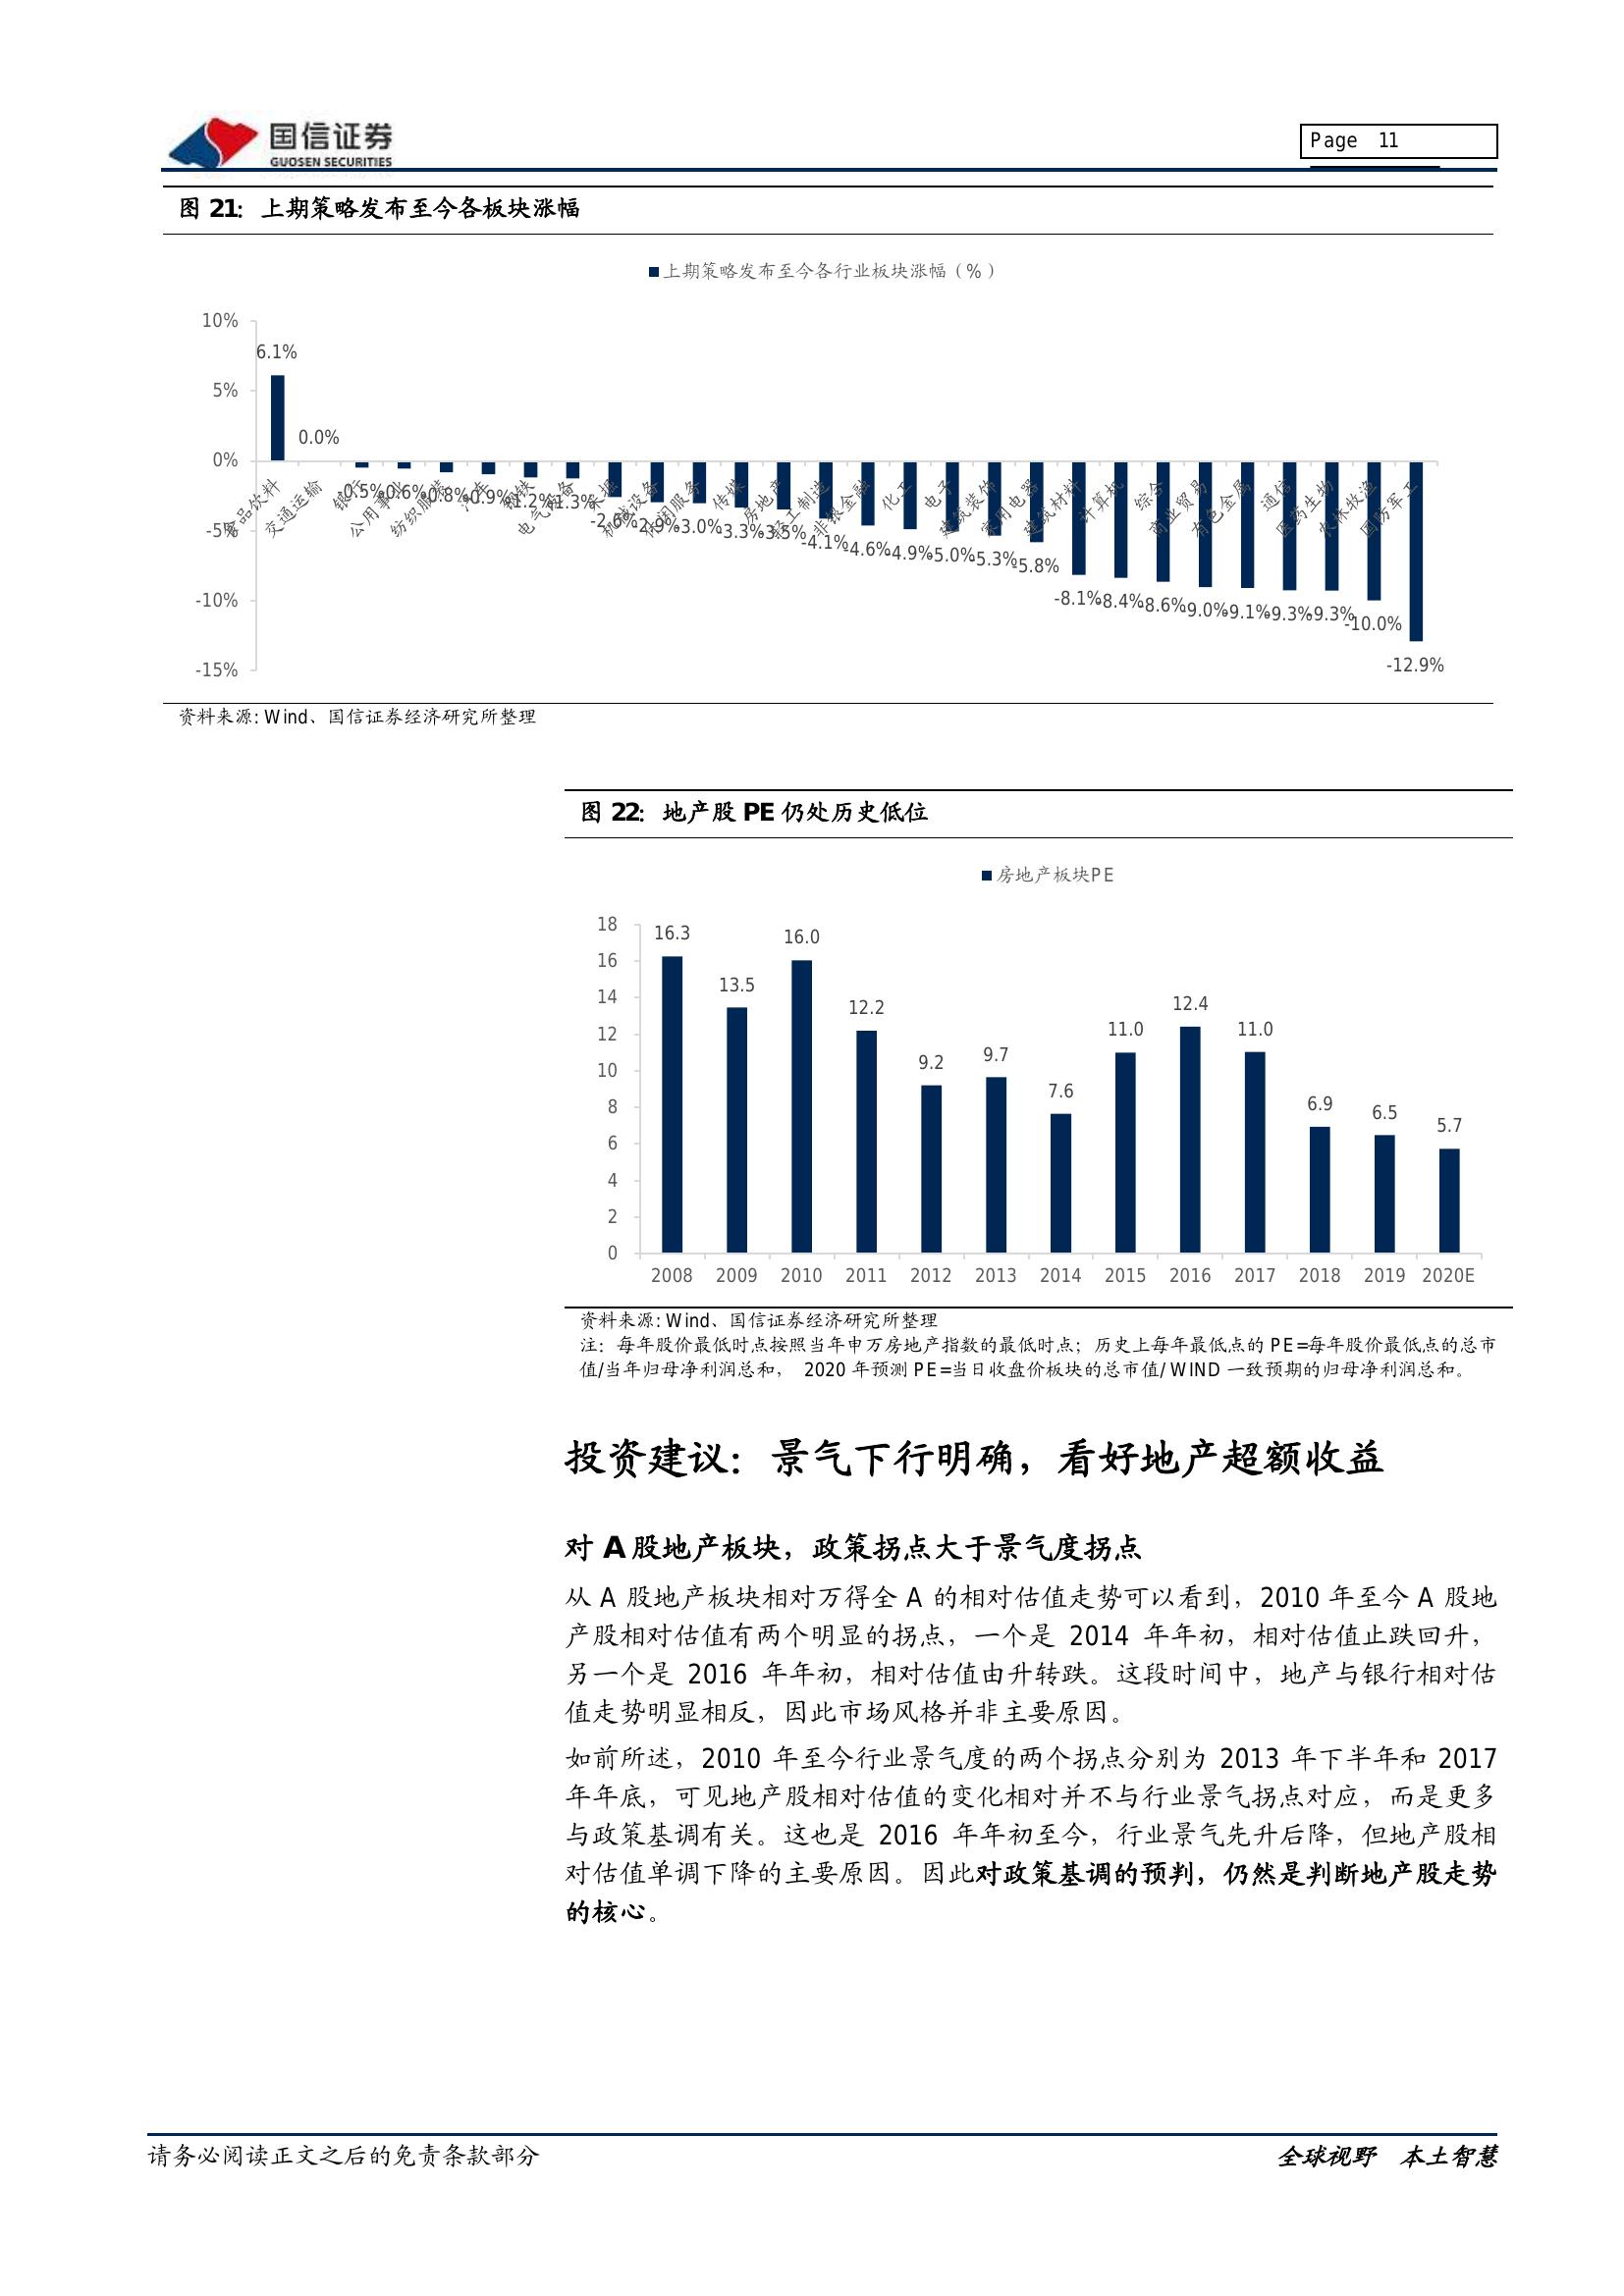 国信证券
GUOSEN SECURITIES
Page 11
图 21：上期策略发布至今各板块涨幅
上期策略发布至今各行业板块涨幅（%）
10%
5%
0%
-5%
-10%
-15%
6.1%
0.0%
-0.5%
-0.6%
-0.8%
-0.9%
-1.2%
-1.3%
-2.6%
-2.9%
-3.0%
-3.3%
-3.5%
-4.1%
-4.6%
-4.9%
-5.0%
-5.3%
-5.8%
-8.1%
-8.4%
-8.6%
-9.0%
-9.1%
-9.3%
-9.3%
-10.0%
-12.9%
食品饮料
交通运输
银行
公用事业
纺织服装
汽车
钢铁
电气设备
采掘
机械设备
休闲服务
传媒
房地产
轻工制造
非银金融
化工
电子
建筑装饰
家用电器
建筑材料
计算机
综合
商业贸易
有色金属
通信
医药生物
农林牧渔
国防军工
资料来源: Wind、国信证券经济研究所整理
图 22：地产股 PE 仍处历史低位
房地产板块PE
18
16
14
12
10
8
6
4
2
0
16.3
13.5
16.0
12.2
9.2
9.7
7.6
11.0
12.4
11.0
6.9
6.5
5.7
2008 2009 2010 2011 2012 2013 2014 2015 2016 2017 2018 2019 2020E
资料来源: Wind、国信证券经济研究所整理
注：每年股价最低时点按照当年申万房地产指数的最低时点；历史上每年最低点的 PE=每年股价最低点的总市
值/当年归母净利润总和， 2020 年预测 PE=当日收盘价板块的总市值/ WIND 一致预期的归母净利润总和。
投资建议：景气下行明确，看好地产超额收益
对 A 股地产板块，政策拐点大于景气度拐点
从 A 股地产板块相对万得全 A 的相对估值走势可以看到，2010 年至今 A 股地
产股相对估值有两个明显的拐点，一个是 2014 年年初，相对估值止跌回升，
另一个是 2016 年年初，相对估值由升转跌。这段时间中，地产与银行相对估
值走势明显相反，因此市场风格并非主要原因。
如前所述，2010 年至今行业景气度的两个拐点分别为 2013 年下半年和 2017
年年底，可见地产股相对估值的变化相对并不与行业景气拐点对应，而是更多
与政策基调有关。这也是 2016 年年初至今，行业景气先升后降，但地产股相
对估值单调下降的主要原因。因此对政策基调的预判，仍然是判断地产股走势
的核心。
请务必阅读正文之后的免责条款部分
全球视野 本土智慧